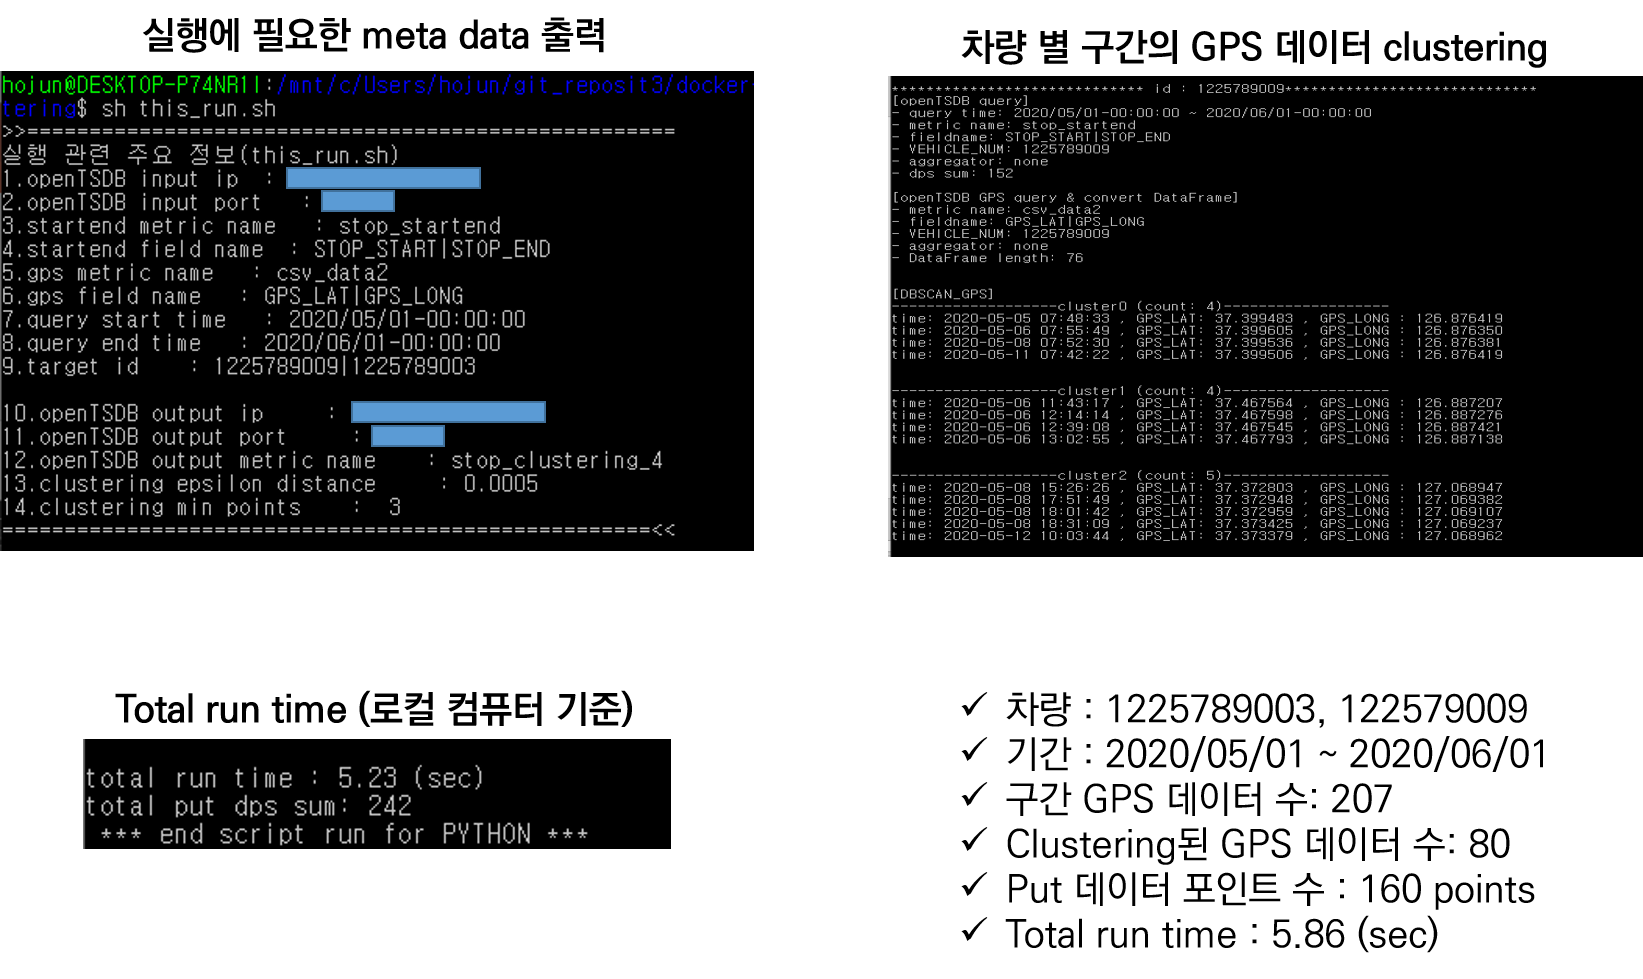 실행에 필요한 meta data 출력
hojun@DESKTOP-P74NR1I:/mnt/c/Users/hojun/git_reposit3/docker
tering$ sh this_run.sh
>>====================================================
실행 관련 주요 정보(this_run.sh)
1.openTSDB input ip :
2.openTSDB input port :
3.startend metric name : stop_startend
4.startend field name : STOP_START|STOP_END
5.gps metric name : csv_data2
6.gps field name : GPS_LAT|GPS_LONG
7.query start time : 2020/05/01-00:00:00
8.query end time : 2020/06/01-00:00:00
9.target id : 1225789009|1225789003
10.openTSDB output ip :
11.openTSDB output port :
12.openTSDB output metric name : stop_clustering_4
13.clustering epsilon distance : 0.0005
14.clustering min points : 3
====================================================<<
차량 별 구간의 GPS 데이터 clustering
***************************** id : 1225789009*****************************
[openTSDB query]
- query time: 2020/05/01-00:00:00 ~ 2020/06/01-00:00:00
- metric name: stop_startend
- fieldname: STOP_START|STOP_END
- VEHICLE_NUM: 1225789009
- aggregator: none
- dps sum: 152
[openTSDB GPS query & convert DataFrame]
- metric name: csv_data2
- fieldname: GPS_LAT|GPS_LONG
- VEHICLE_NUM: 1225789009
- aggregator: none
- DataFrame length: 76
[DBSCAN_GPS]
-------------------cluster0 (count: 4)-------------------
time: 2020-05-05 07:48:33 , GPS_LAT: 37.399483 , GPS_LONG : 126.876419
time: 2020-05-06 07:55:49 , GPS_LAT: 37.399605 , GPS_LONG : 126.876350
time: 2020-05-08 07:52:30 , GPS_LAT: 37.399536 , GPS_LONG : 126.876381
time: 2020-05-11 07:42:22 , GPS_LAT: 37.399506 , GPS_LONG : 126.876419
-------------------cluster1 (count: 4)-------------------
time: 2020-05-06 11:43:17 , GPS_LAT: 37.467564 , GPS_LONG : 126.887207
time: 2020-05-06 12:14:14 , GPS_LAT: 37.467598 , GPS_LONG : 126.887276
time: 2020-05-06 12:39:08 , GPS_LAT: 37.467545 , GPS_LONG : 126.887421
time: 2020-05-06 13:02:55 , GPS_LAT: 37.467793 , GPS_LONG : 126.887138
-------------------cluster2 (count: 5)-------------------
time: 2020-05-08 15:26:26 , GPS_LAT: 37.372803 , GPS_LONG : 127.068947
time: 2020-05-08 17:51:49 , GPS_LAT: 37.372948 , GPS_LONG : 127.069382
time: 2020-05-08 18:01:42 , GPS_LAT: 37.372959 , GPS_LONG : 127.069107
time: 2020-05-08 18:31:09 , GPS_LAT: 37.373425 , GPS_LONG : 127.069237
time: 2020-05-12 10:03:44 , GPS_LAT: 37.373379 , GPS_LONG : 127.068962
Total run time (로컬 컴퓨터 기준)
total run time : 5.23 (sec)
total put dps sum: 242
*** end script run for PYTHON ***
✓ 차량 : 1225789003, 122579009
✓ 기간 : 2020/05/01 ~ 2020/06/01
✓ 구간 GPS 데이터 수: 207
✓ Clustering된 GPS 데이터 수: 80
✓ Put 데이터 포인트 수 : 160 points
✓ Total run time : 5.86 (sec)